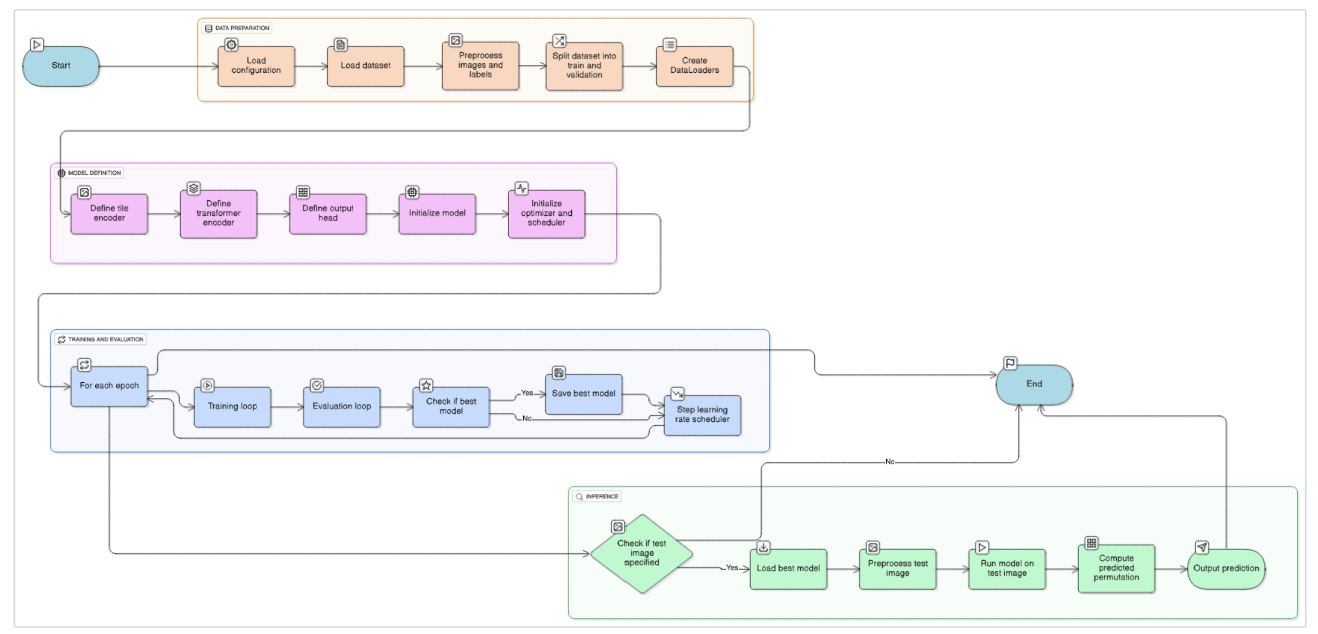 DATA PREPARATION
Start
Load
configuration
Load dataset
Preprocess
images and
labels
Split dataset into
train and
validation
Create
DataLoaders
MODEL DEFINITION
Define tile
encoder
Define
transformer
encoder
Define output
head
Initialize model
Initialize
optimizer and
scheduler
TRAINING AND EVALUATION
For each epoch
Training loop
Evaluation loop
Check if best
model
Yes
No
Save best model
Step learning
rate scheduler
End
No
INFERENCE
Check if test
image
specified
Yes
Load best model
Preprocess test
image
Run model on
test image
Compute
predicted
permutation
Output prediction